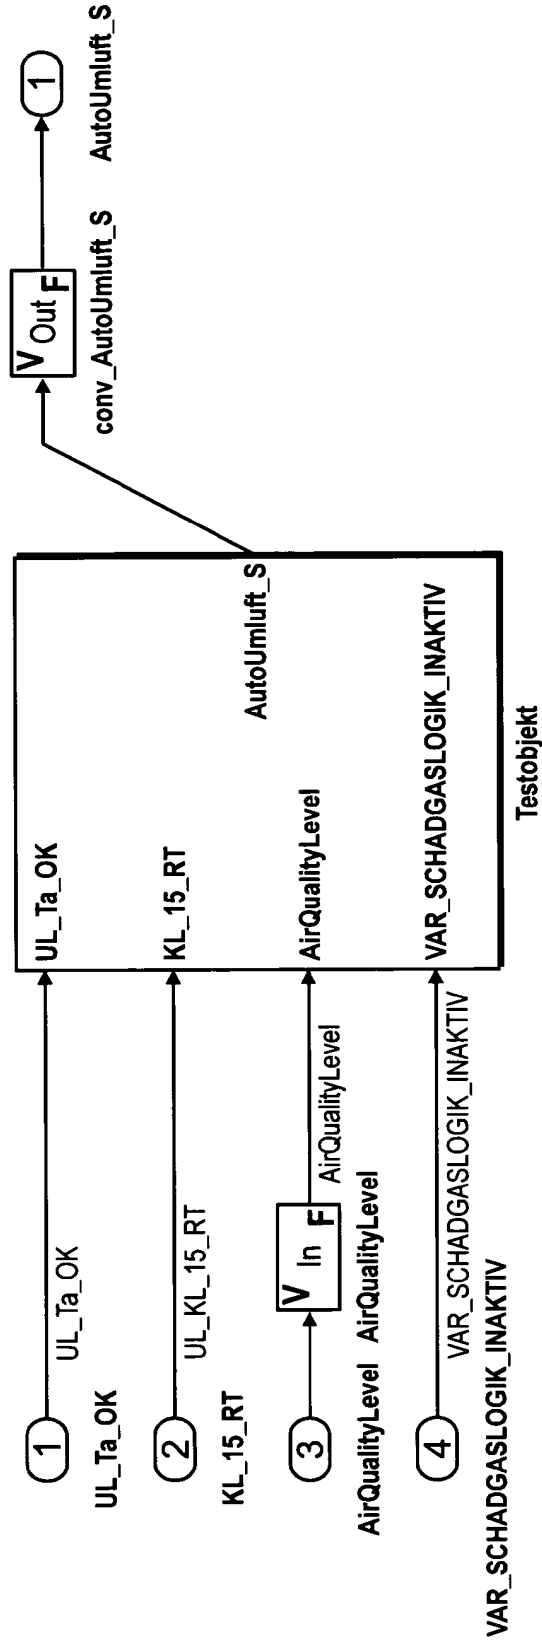 1
UL_Ta_OK
UL_Ta_OK
UL_Ta_OK
2
KL_15_RT
UL_KL_15_RT
KL_15_RT
3
AirQualityLevel
V In F
AirQualityLevel
AirQualityLevel
AirQualityLevel
4
VAR_SCHADGASLOGIK_INAKTIV
VAR_SCHADGASLOGIK_INAKTIV
VAR_SCHADGASLOGIK_INAKTIV
AutoUmluft_S
Testobjekt
V Out F
conv_AutoUmluft_S
1
AutoUmluft_S